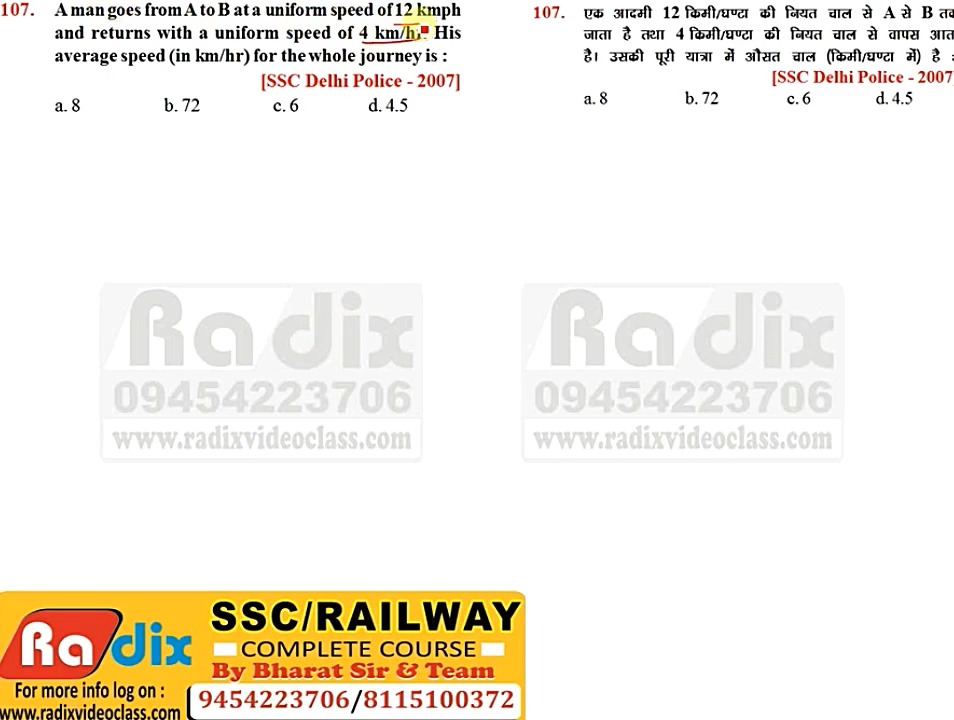 107. A man goes from A to B at a uniform speed of 12 kmph
and returns with a uniform speed of 4 km/hr. His
average speed (in km/hr) for the whole journey is :
[SSC Delhi Police - 2007]
a. 8 b. 72 c. 6 d. 4.5
107. एक आदमी 12 किमी/घण्टा की नियत चाल से A से B तक
जाता है तथा 4 किमी/घण्टा की नियत चाल से वापस आत
है। उसकी पूरी यात्रा में औसत चाल (किमी/घण्टा में) है :
[SSC Delhi Police - 2007
a. 8 b. 72 c. 6 d. 4.5
Radix
09454223706
www.radixvideoclass.com
Radix
09454223706
www.radixvideoclass.com
Radix
For more info log on :
www.radixvideoclass.com
SSC/RAILWAY
COMPLETE COURSE
By Bharat Sir & Team
9454223706/8115100372